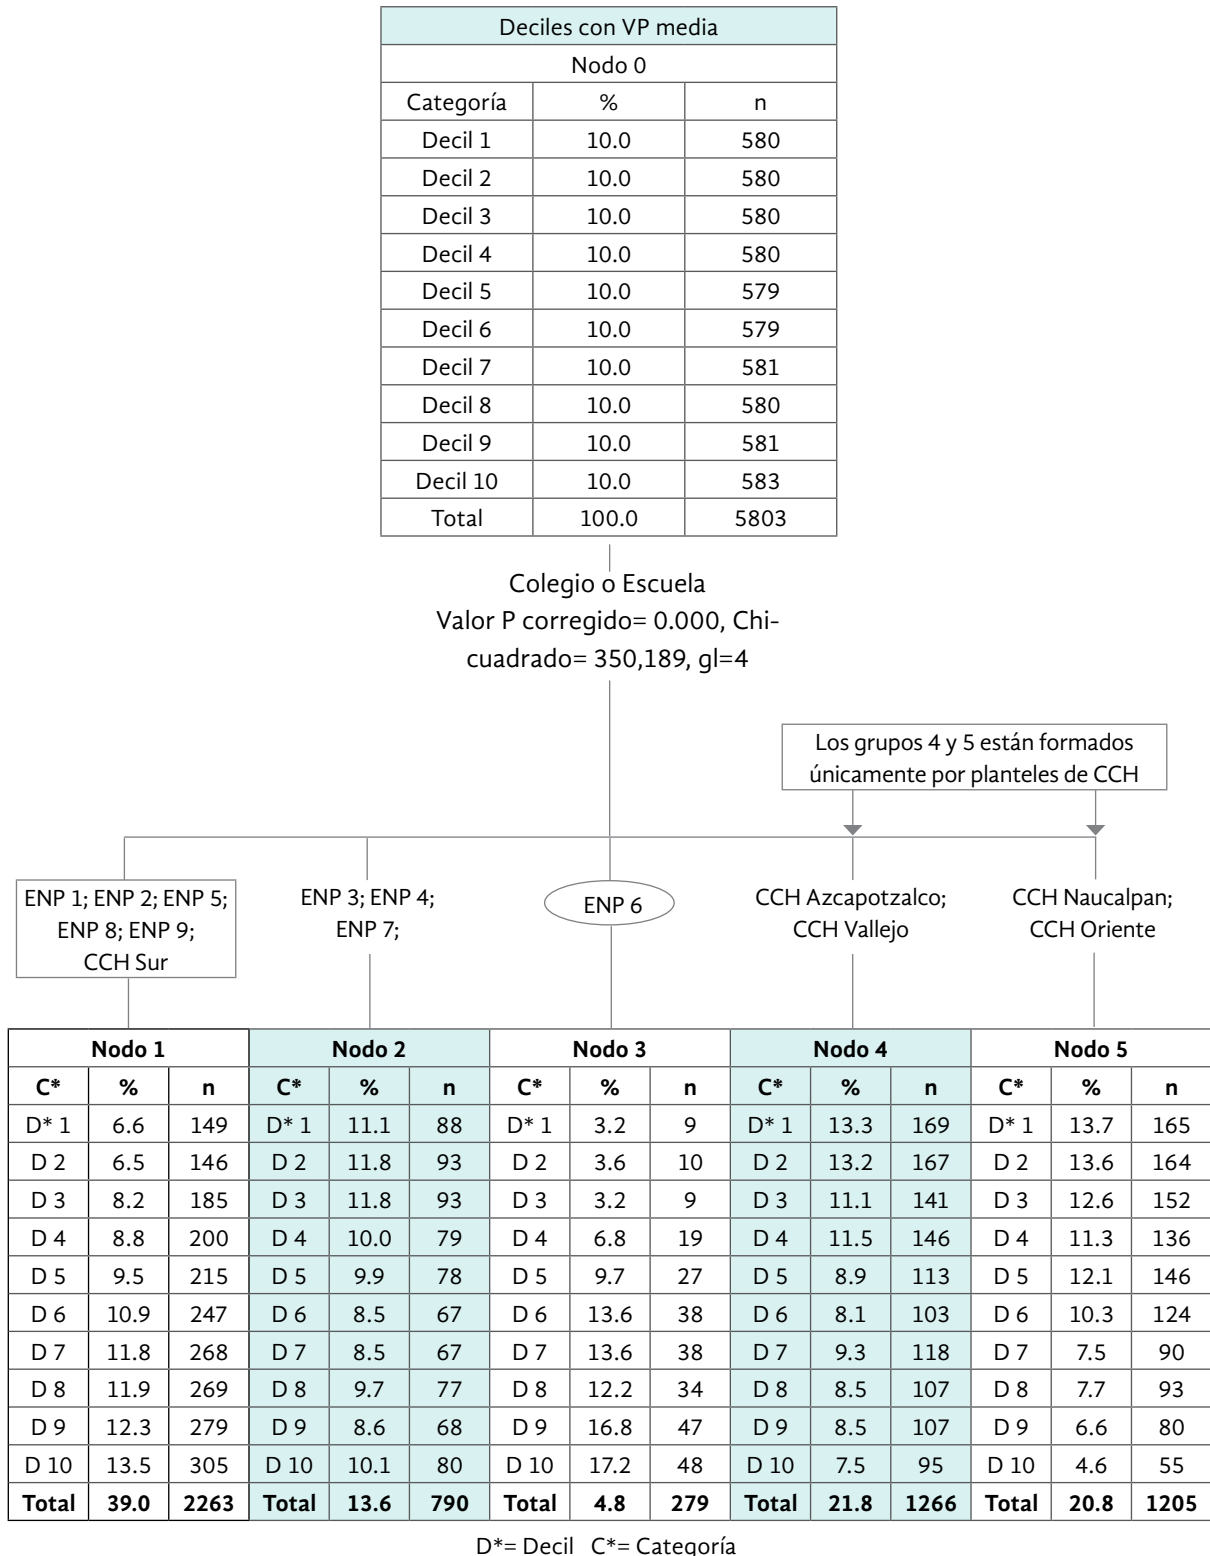 Deciles con VP media
Nodo 0
Categoría % n
Decil 1 10.0 580
Decil 2 10.0 580
Decil 3 10.0 580
Decil 4 10.0 580
Decil 5 10.0 579
Decil 6 10.0 579
Decil 7 10.0 581
Decil 8 10.0 580
Decil 9 10.0 581
Decil 10 10.0 583
Total 100.0 5803
Colegio o Escuela
Valor P corregido= 0.000, Chi-
cuadrado= 350,189, gl=4
Los grupos 4 y 5 están formados
únicamente por planteles de CCH
ENP 1; ENP 2; ENP 5;
ENP 8; ENP 9;
CCH Sur
ENP 3; ENP 4;
ENP 7;
ENP 6
CCH Azcapotzalco;
CCH Vallejo
CCH Naucalpan;
CCH Oriente
Nodo 1 Nodo 2 Nodo 3 Nodo 4 Nodo 5
C* % n C* % n C* % n C* % n C* % n
D* 1 6.6 149 D* 1 11.1 88 D* 1 3.2 9 D* 1 13.3 169 D* 1 13.7 165
D 2 6.5 146 D 2 11.8 93 D 2 3.6 10 D 2 13.2 167 D 2 13.6 164
D 3 8.2 185 D 3 11.8 93 D 3 3.2 9 D 3 11.1 141 D 3 12.6 152
D 4 8.8 200 D 4 10.0 79 D 4 6.8 19 D 4 11.5 146 D 4 11.3 136
D 5 9.5 215 D 5 9.9 78 D 5 9.7 27 D 5 8.9 113 D 5 12.1 146
D 6 10.9 247 D 6 8.5 67 D 6 13.6 38 D 6 8.1 103 D 6 10.3 124
D 7 11.8 268 D 7 8.5 67 D 7 13.6 38 D 7 9.3 118 D 7 7.5 90
D 8 11.9 269 D 8 9.7 77 D 8 12.2 34 D 8 8.5 107 D 8 7.7 93
D 9 12.3 279 D 9 8.6 68 D 9 16.8 47 D 9 8.5 107 D 9 6.6 80
D 10 13.5 305 D 10 10.1 80 D 10 17.2 48 D 10 7.5 95 D 10 4.6 55
Total 39.0 2263 Total 13.6 790 Total 4.8 279 Total 21.8 1266 Total 20.8 1205
D*= Decil C*= Categoría